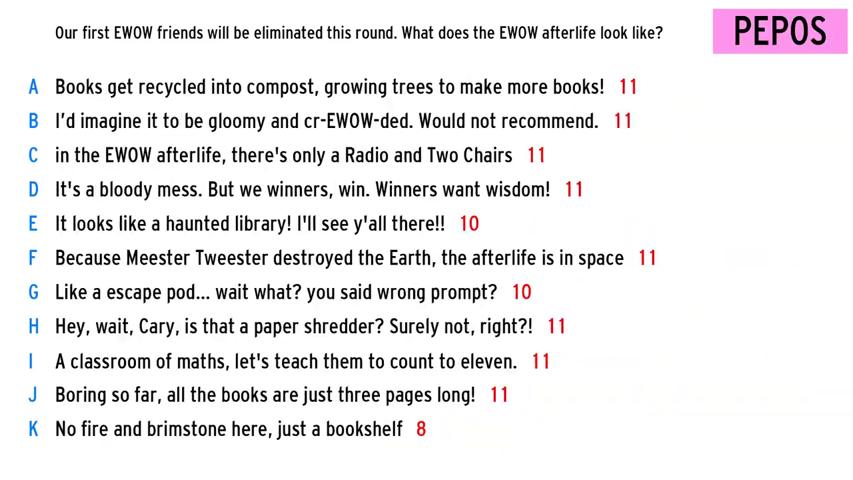 Our first EWOW friends will be eliminated this round. What does the EWOW afterlife look like?
PEPOS
A Books get recycled into compost, growing trees to make more books! 11
B I'd imagine it to be gloomy and cr-EWOW-ded. Would not recommend. 11
C in the EWOW afterlife, there's only a Radio and Two Chairs 11
D It's a bloody mess. But we winners, win. Winners want wisdom! 11
E It looks like a haunted library! I'll see y'all there!! 10
F Because Meester Tweester destroyed the Earth, the afterlife is in space 11
G Like a escape pod... wait what? you said wrong prompt? 10
H Hey, wait, Cary, is that a paper shredder? Surely not, right?! 11
I A classroom of maths, let's teach them to count to eleven. 11
J Boring so far, all the books are just three pages long! 11
K No fire and brimstone here, just a bookshelf 8